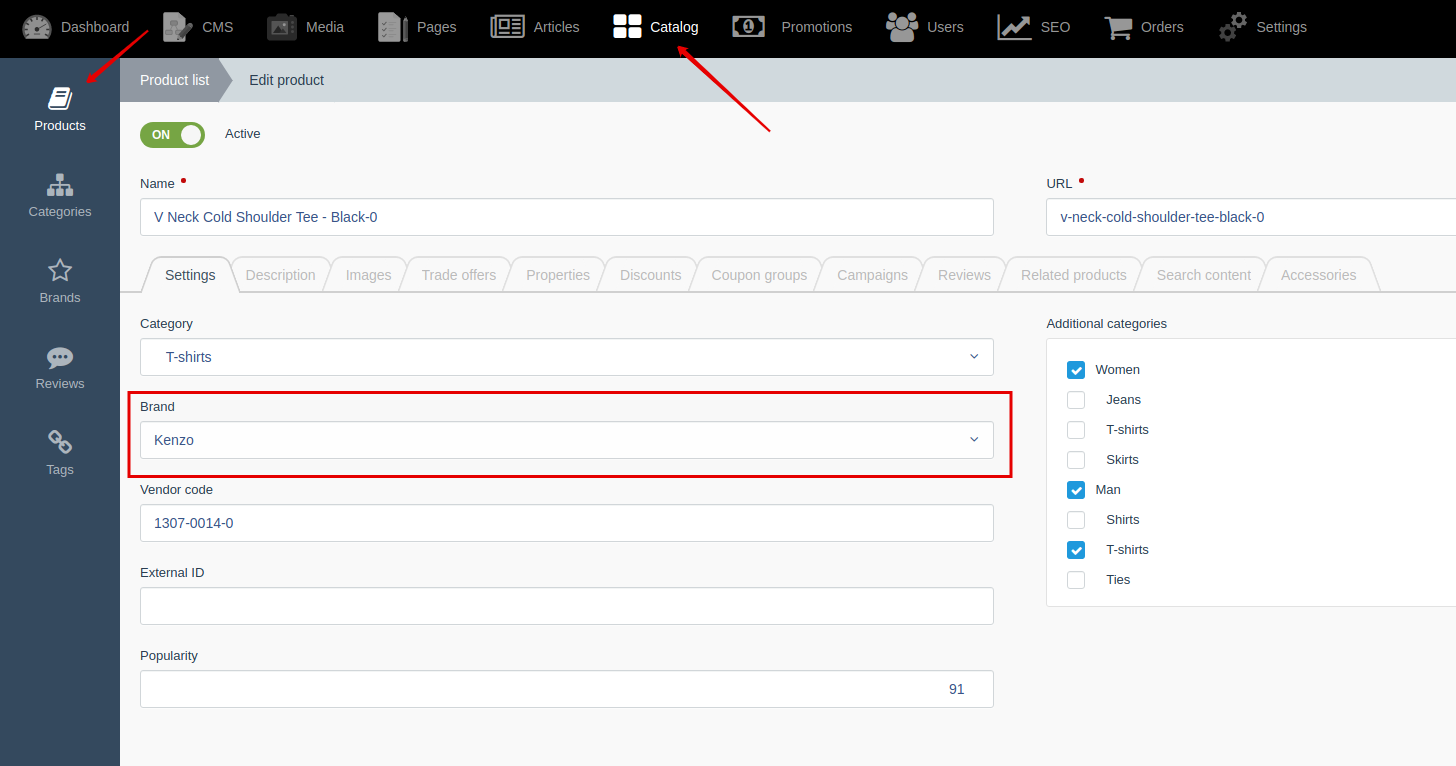 Dashboard CMS Media Pages Articles Catalog Promotions Users SEO Orders Settings
Products
Categories
Brands
Reviews
Tags
Product list Edit product
ON Active
Name URL
V Neck Cold Shoulder Tee - Black-0 v-neck-cold-shoulder-tee-black-0
Settings Description Images Trade offers Properties Discounts Coupon groups Campaigns Reviews Related products Search content Accessories
Category
T-shirts
Brand
Kenzo
Vendor code
1307-0014-0
External ID
Popularity
91
Additional categories
Women
Jeans
T-shirts
Skirts
Man
Shirts
T-shirts
Ties